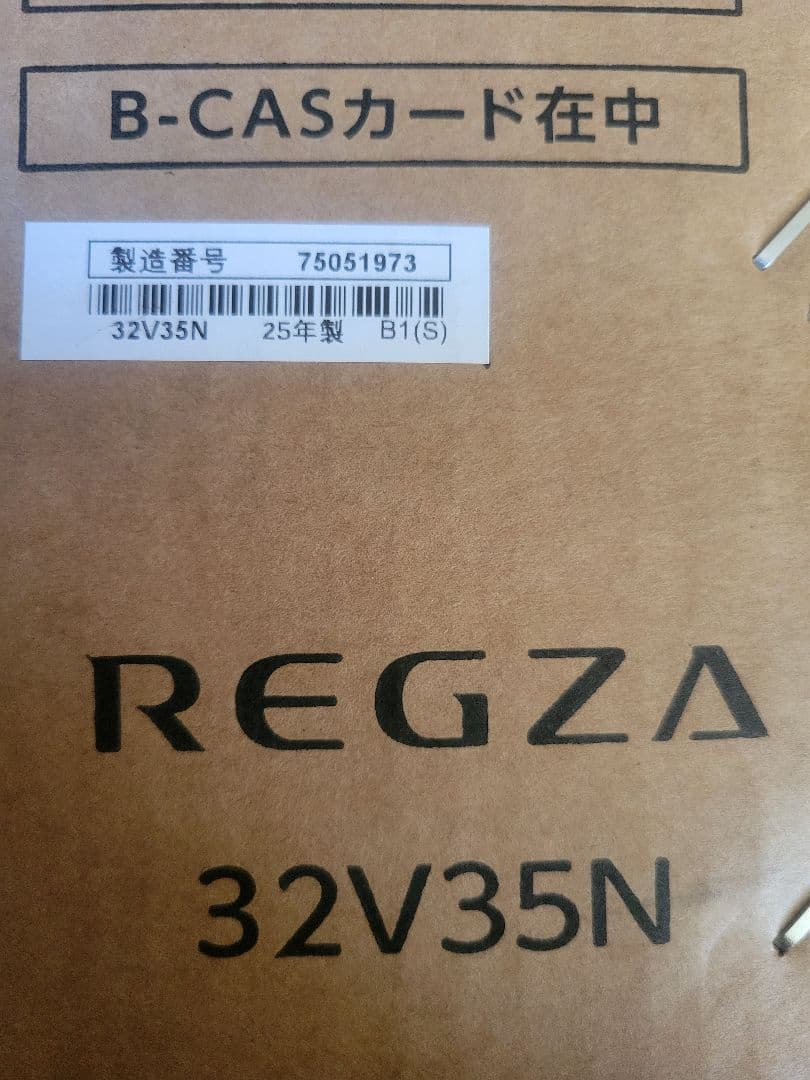 B-CASカード在中
製造番号 75051973
32V35N 25年製 B1(S)
REGZA
32V35N